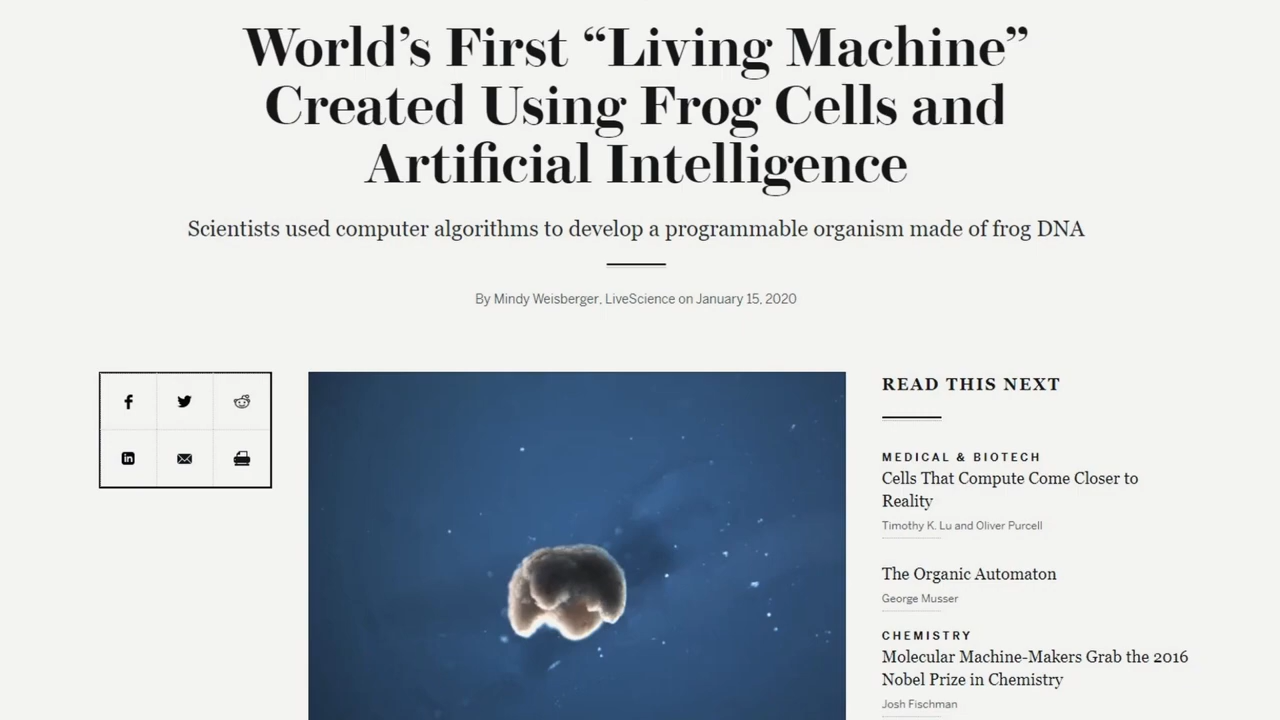 World's First “Living Machine”
Created Using Frog Cells and
Artificial Intelligence
Scientists used computer algorithms to develop a programmable organism made of frog DNA
By Mindy Weisberger, LiveScience on January 15, 2020
READ THIS NEXT
MEDICAL & BIOTECH
Cells That Compute Come Closer to
Reality
Timothy K. Lu and Oliver Purcell
The Organic Automaton
George Musser
CHEMISTRY
Molecular Machine-Makers Grab the 2016
Nobel Prize in Chemistry
Josh Fischman